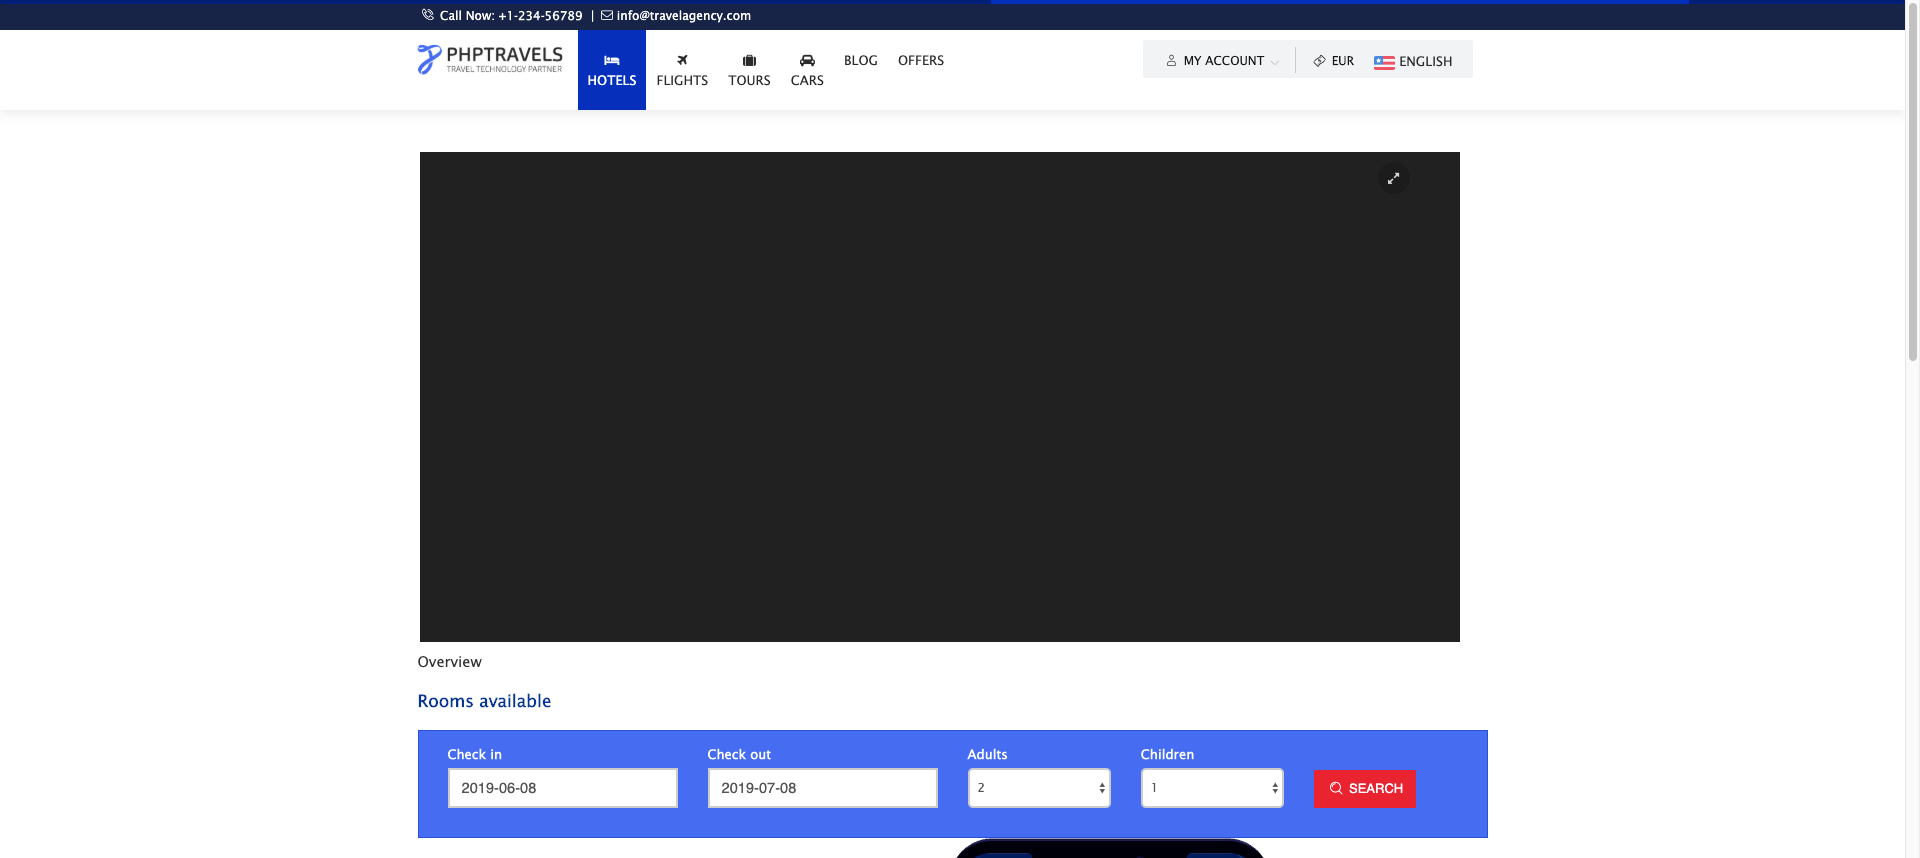 Call Now: +1-234-56789 | info@travelagency.com
PHPTRAVELS
TRAVEL TECHNOLOGY PARTNER
HOTELS
FLIGHTS
TOURS
CARS
BLOG
OFFERS
MY ACCOUNT
EUR
ENGLISH
Overview
Rooms available
Check in
Check out
Adults
Children
2019-06-08
2019-07-08
2
1
SEARCH